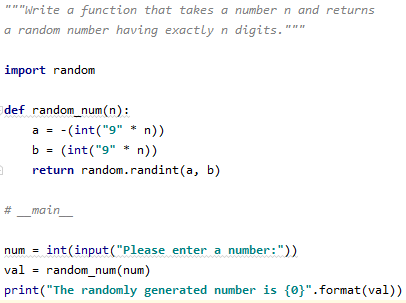 """Write a function that takes a number n and returns
a random number having exactly n digits."""
import random
def random_num(n):
    a = -(int("9" * n))
    b = (int("9" * n))
    return random.randint(a, b)
# __main__
num = int(input("Please enter a number:"))
val = random_num(num)
print("The randomly generated number is {0}".format(val))